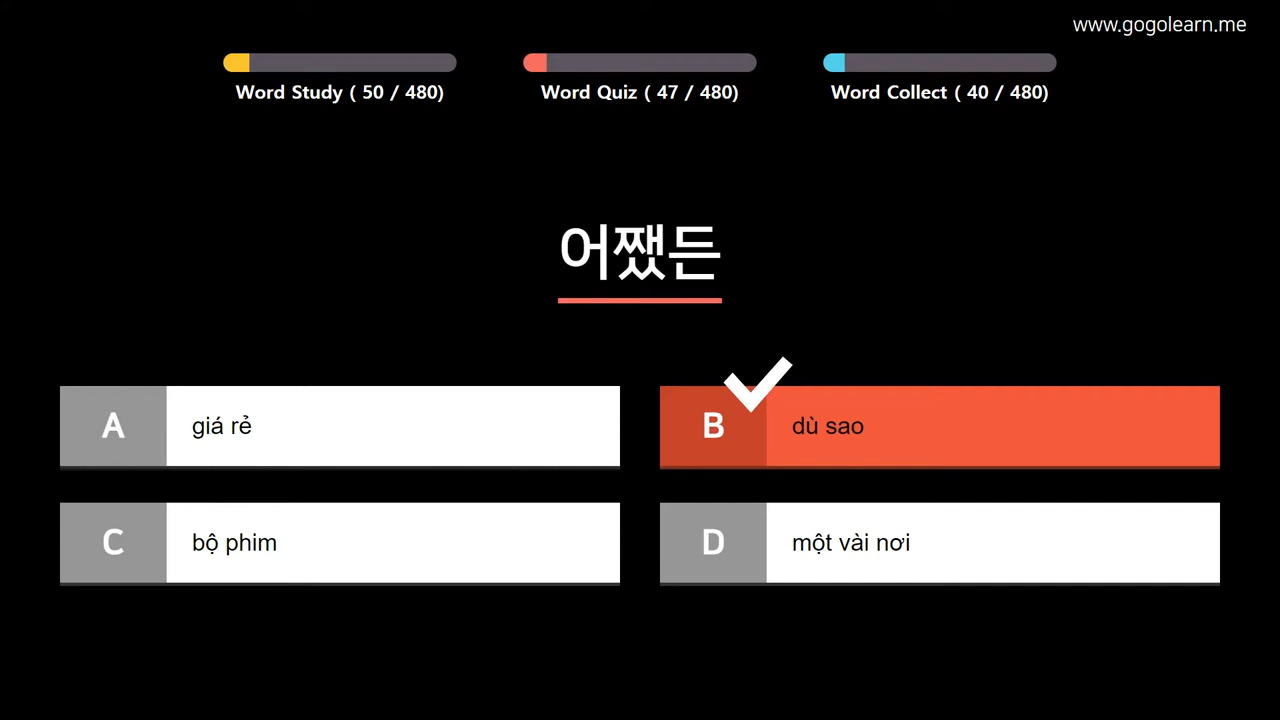 www.gogolearn.me
Word Study ( 50 / 480)
Word Quiz ( 47 / 480)
Word Collect ( 40 / 480)
어쨌든
A giá rẻ
B dù sao
C bộ phim
D một vài nơi